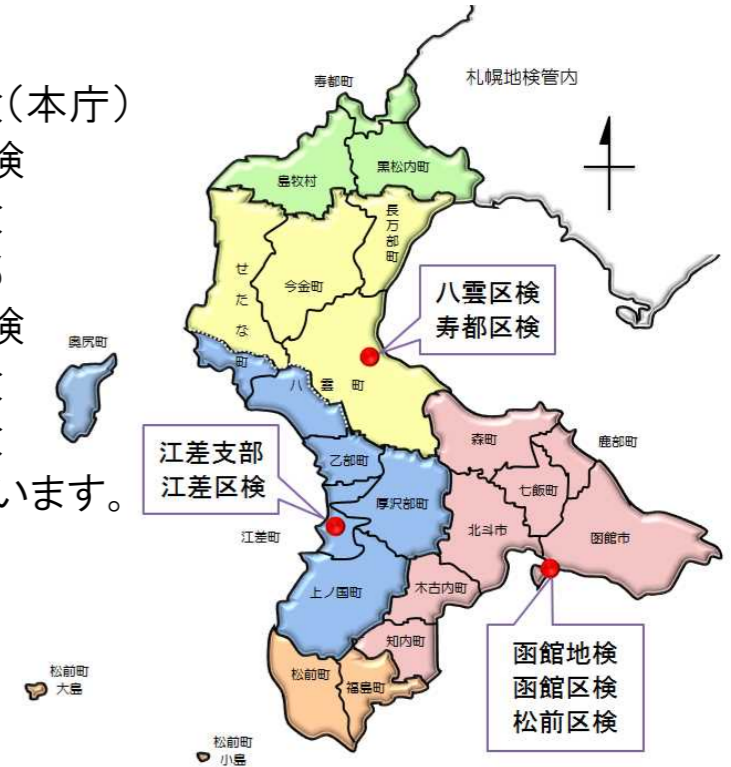 （本庁）
検
います。
札幌地検管内
寿都町
黒松内町
島牧村
長万部町
せたな
町
今金町
八雲区検
寿都区検
奥尻町
八雲町
江差支部
江差区検
乙部町
森町
鹿部町
七飯町
厚沢部町
北斗市
函館市
江差町
上ノ国町
木古内町
知内町
函館地検
函館区検
松前区検
松前町
福島町
松前町
大島
松前町
小島